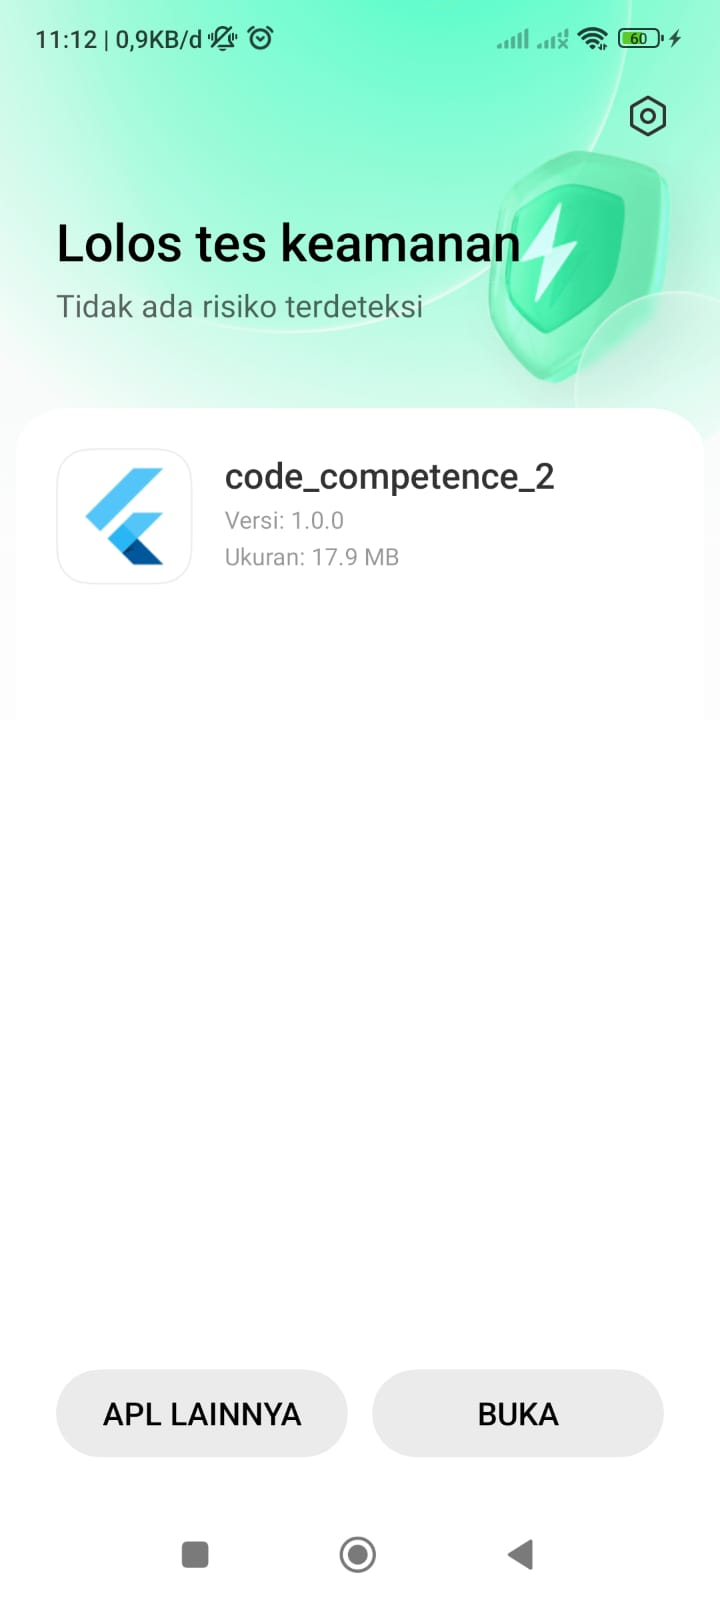 11:12 | 0,9KB/d
60
Lolos tes keamanan
Tidak ada risiko terdeteksi
code_competence_2
Versi: 1.0.0
Ukuran: 17.9 MB
APL LAINNYA
BUKA